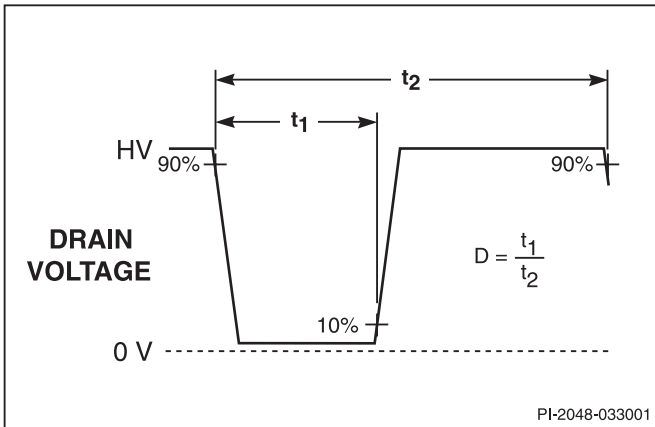 t2
t1
HV
90%
90%
DRAIN
VOLTAGE
D = t1
t2
10%
0 V
PI-2048-033001